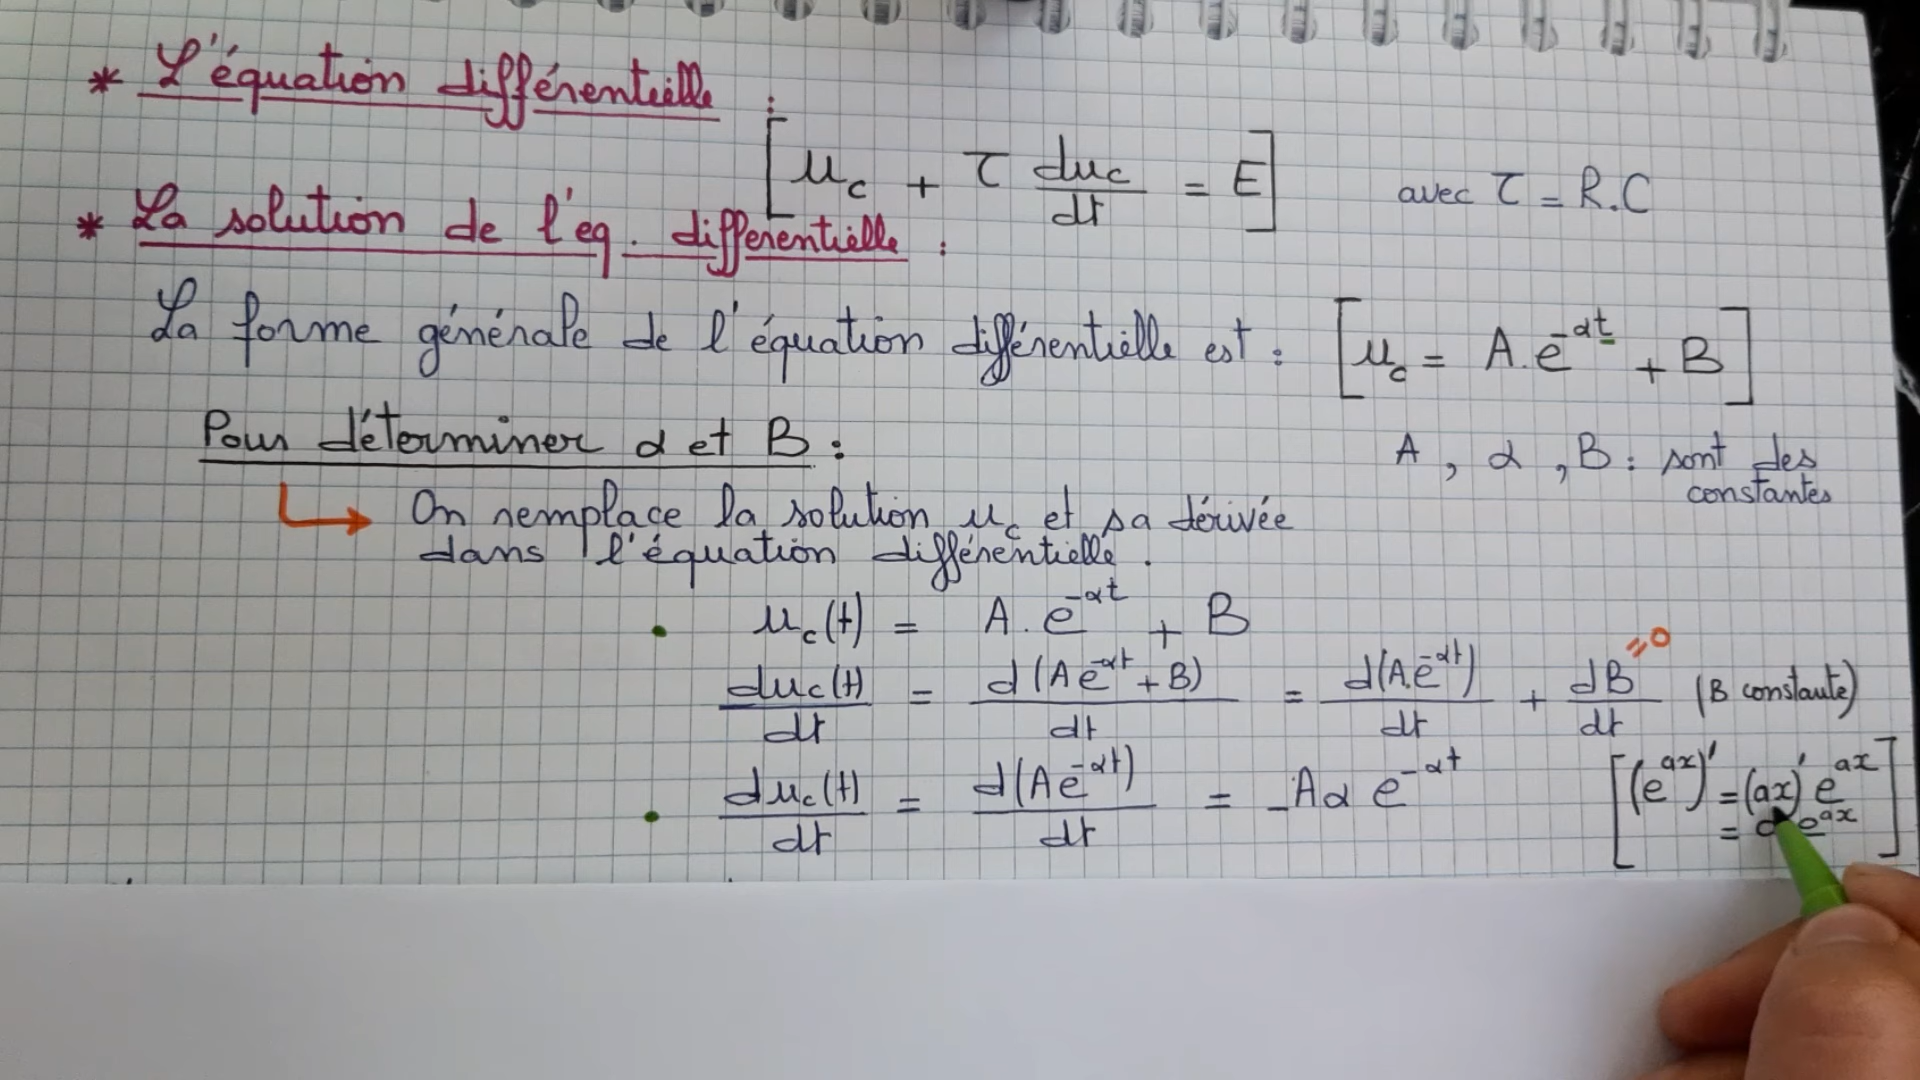 * L'équation différentielle :
[u_c + τ du_c/dt = E] avec τ = R.C
* La solution de l'eq. differentielle :
La forme générale de l'équation différentielle est : [u_c = A.e^-αt + B]
Pour déterminer α et B :
A , α , B : sont des
constantes
On remplace la solution u_c et sa dérivée
dans l'équation différentielle .
• u_c(t) = A . e^-αt + B
du_c(t)/dt = d(Ae^-αt + B)/dt = d(A.e^-αt)/dt + dB/dt = 0 (B constante)
• du_c(t)/dt = d(Ae^-αt)/dt = -Aα e^-αt
[(e^ax)' = (ax)' e^ax
= e^ax]